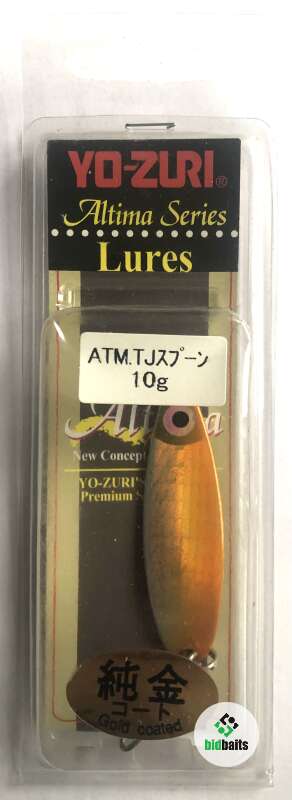 YO-ZURI®
Altima Series
Lures
ATM.TJスプーン
10g
New Concept
YO-ZURI'
Premium S
純金
コート
Gold coated
bidbaits